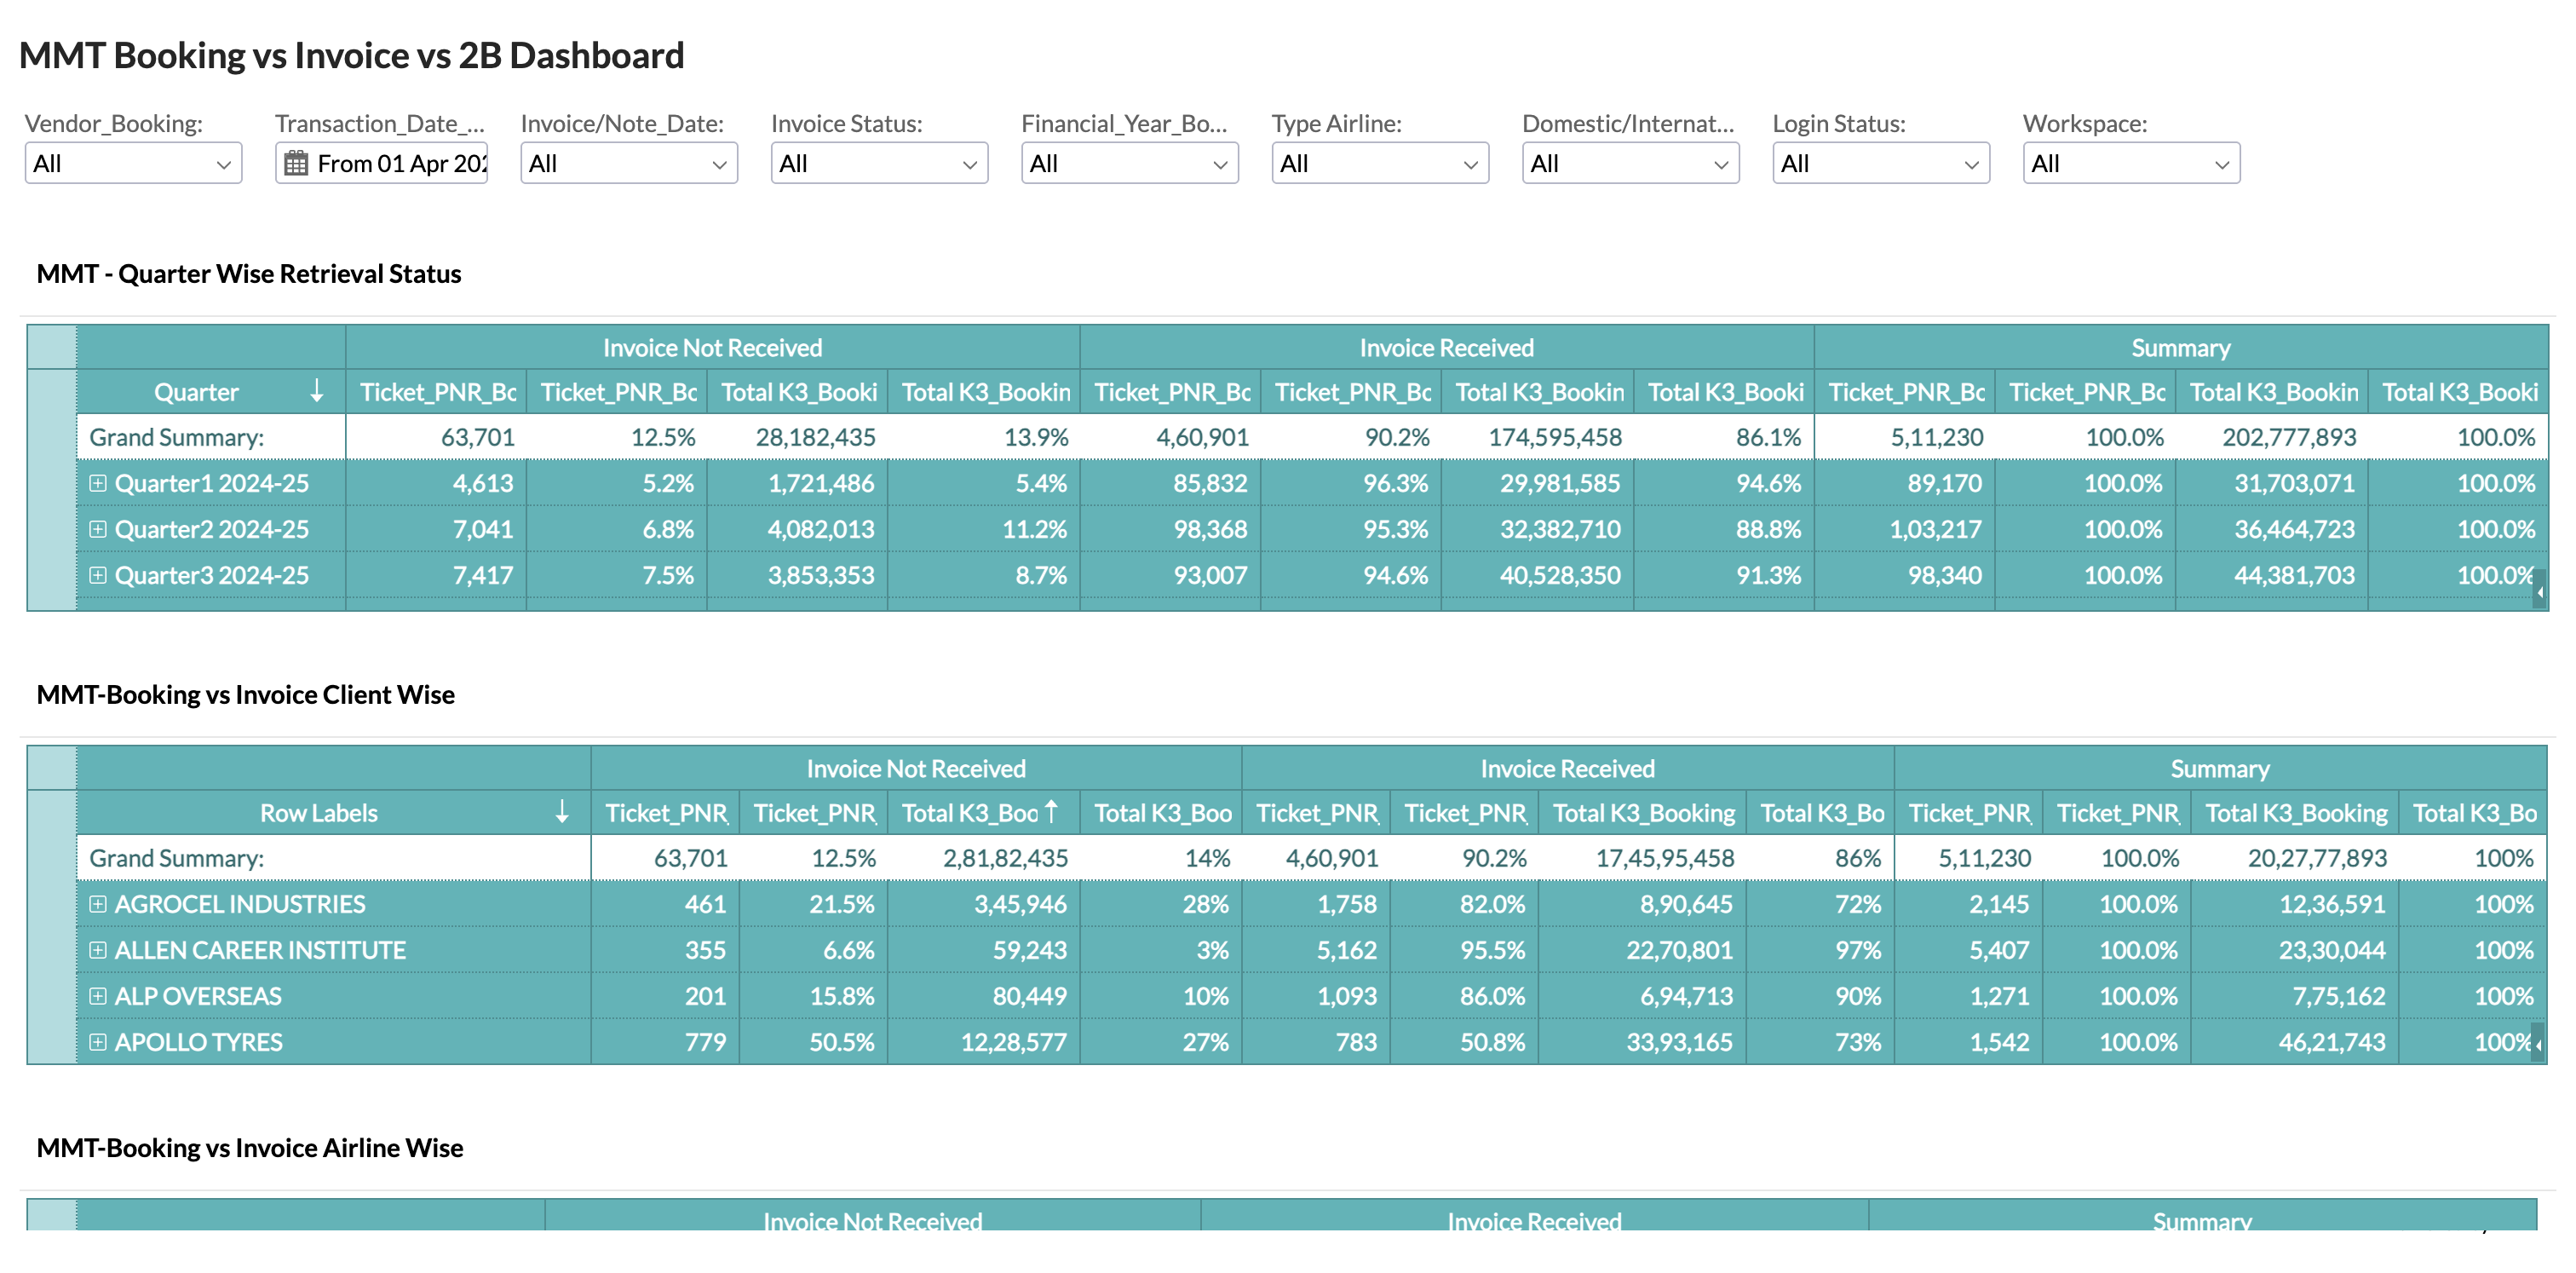 MMT Booking vs Invoice vs 2B Dashboard
Vendor_Booking: Transaction_Date_... Invoice/Note_Date: Invoice Status: Financial_Year_Bo... Type Airline: Domestic/Internat... Login Status: Workspace:
All From 01 Apr 202 All All All All All All All
MMT - Quarter Wise Retrieval Status
Invoice Not Received Invoice Received Summary
Quarter Ticket_PNR_Bc Ticket_PNR_Bc Total K3_Booki Total K3_Bookin Ticket_PNR_Bc Ticket_PNR_Bc Total K3_Bookin Total K3_Booki Ticket_PNR_Bc Ticket_PNR_Bc Total K3_Bookin Total K3_Booki
Grand Summary: 63,701 12.5% 28,182,435 13.9% 4,60,901 90.2% 174,595,458 86.1% 5,11,230 100.0% 202,777,893 100.0%
Quarter1 2024-25 4,613 5.2% 1,721,486 5.4% 85,832 96.3% 29,981,585 94.6% 89,170 100.0% 31,703,071 100.0%
Quarter2 2024-25 7,041 6.8% 4,082,013 11.2% 98,368 95.3% 32,382,710 88.8% 1,03,217 100.0% 36,464,723 100.0%
Quarter3 2024-25 7,417 7.5% 3,853,353 8.7% 93,007 94.6% 40,528,350 91.3% 98,340 100.0% 44,381,703 100.0%
MMT-Booking vs Invoice Client Wise
Invoice Not Received Invoice Received Summary
Row Labels Ticket_PNR Ticket_PNR Total K3_Boo Total K3_Boo Ticket_PNR Ticket_PNR Total K3_Booking Total K3_Bo Ticket_PNR Ticket_PNR Total K3_Booking Total K3_Bo
Grand Summary: 63,701 12.5% 2,81,82,435 14% 4,60,901 90.2% 17,45,95,458 86% 5,11,230 100.0% 20,27,77,893 100%
AGROCEL INDUSTRIES 461 21.5% 3,45,946 28% 1,758 82.0% 8,90,645 72% 2,145 100.0% 12,36,591 100%
ALLEN CAREER INSTITUTE 355 6.6% 59,243 3% 5,162 95.5% 22,70,801 97% 5,407 100.0% 23,30,044 100%
ALP OVERSEAS 201 15.8% 80,449 10% 1,093 86.0% 6,94,713 90% 1,271 100.0% 7,75,162 100%
APOLLO TYRES 779 50.5% 12,28,577 27% 783 50.8% 33,93,165 73% 1,542 100.0% 46,21,743 100%
MMT-Booking vs Invoice Airline Wise
Invoice Not Received Invoice Received Summary